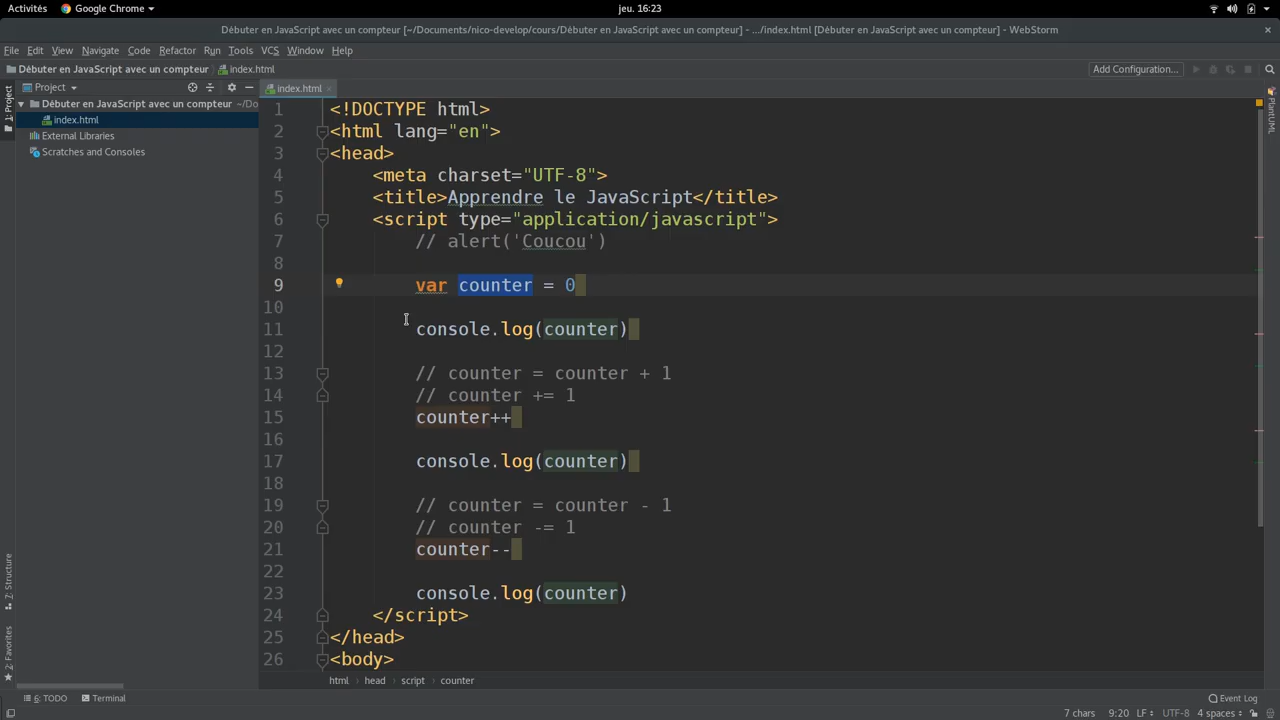 Activités Google Chrome jeu. 16:23
Débuter en JavaScript avec un compteur [~/Documents/nico-develop/cours/Débuter en JavaScript avec un compteur] - .../index.html [Débuter en JavaScript avec un compteur] - WebStorm
File Edit View Navigate Code Refactor Run Tools VCS Window Help
Débuter en JavaScript avec un compteur index.html Add Configuration...
Project index.html
1: Project
Débuter en JavaScript avec un compteur ~/Do
index.html
External Libraries
Scratches and Consoles
PlantUML
1 <!DOCTYPE html>
2 <html lang="en">
3 <head>
4 <meta charset="UTF-8">
5 <title>Apprendre le JavaScript</title>
6 <script type="application/javascript">
7 // alert('Coucou')
8
9 var counter = 0
10
11 console.log(counter)
12
13 // counter = counter + 1
14 // counter += 1
15 counter++
16
17 console.log(counter)
18
19 // counter = counter - 1
20 // counter -= 1
21 counter--
22
23 console.log(counter)
24 </script>
25 </head>
26 <body>
7: Structure
2: Favorites
html head script counter
6: TODO Terminal Event Log
7 chars 9:20 LF UTF-8 4 spaces